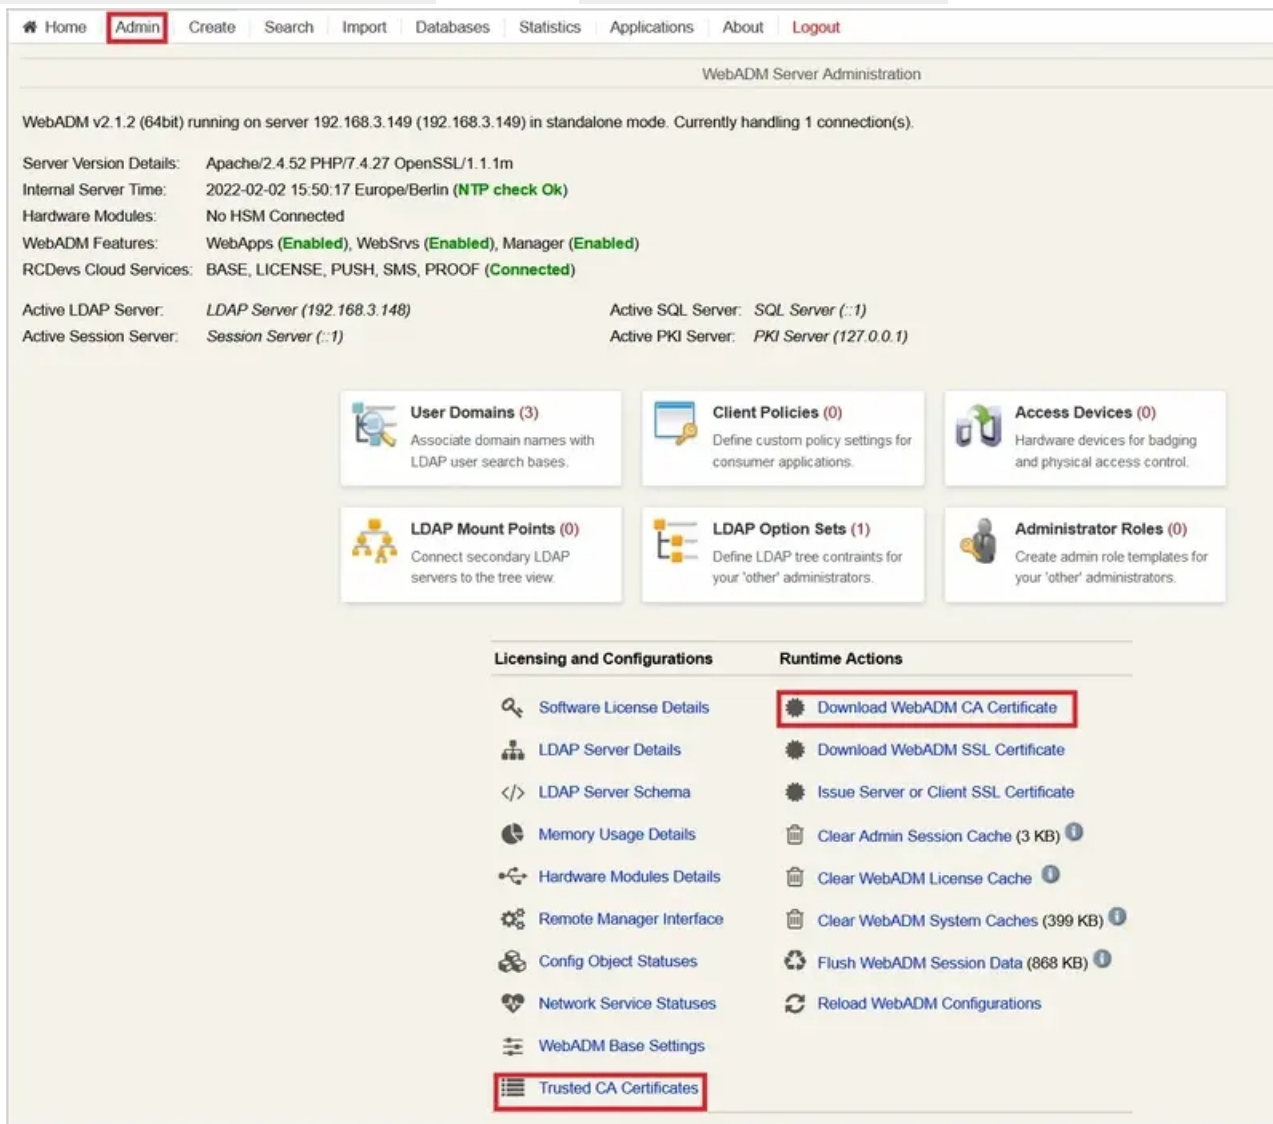 Home Admin Create Search Import Databases Statistics Applications About Logout
WebADM Server Administration
WebADM v2.1.2 (64bit) running on server 192.168.3.149 (192.168.3.149) in standalone mode. Currently handling 1 connection(s).
Server Version Details: Apache/2.4.52 PHP/7.4.27 OpenSSL/1.1.1m
Internal Server Time: 2022-02-02 15:50:17 Europe/Berlin (NTP check Ok)
Hardware Modules: No HSM Connected
WebADM Features: WebApps (Enabled), WebSrvs (Enabled), Manager (Enabled)
RCDevs Cloud Services: BASE, LICENSE, PUSH, SMS, PROOF (Connected)
Active LDAP Server: LDAP Server (192.168.3.148) Active SQL Server: SQL Server (::1)
Active Session Server: Session Server (::1) Active PKI Server: PKI Server (127.0.0.1)
User Domains (3)
Associate domain names with
LDAP user search bases.
Client Policies (0)
Define custom policy settings for
consumer applications.
Access Devices (0)
Hardware devices for badging
and physical access control.
LDAP Mount Points (0)
Connect secondary LDAP
servers to the tree view.
LDAP Option Sets (1)
Define LDAP tree contraints for
your 'other' administrators.
Administrator Roles (0)
Create admin role templates for
your 'other' administrators.
Licensing and Configurations
Software License Details
LDAP Server Details
LDAP Server Schema
Memory Usage Details
Hardware Modules Details
Remote Manager Interface
Config Object Statuses
Network Service Statuses
WebADM Base Settings
Trusted CA Certificates
Runtime Actions
Download WebADM CA Certificate
Download WebADM SSL Certificate
Issue Server or Client SSL Certificate
Clear Admin Session Cache (3 KB)
Clear WebADM License Cache
Clear WebADM System Caches (399 KB)
Flush WebADM Session Data (868 KB)
Reload WebADM Configurations